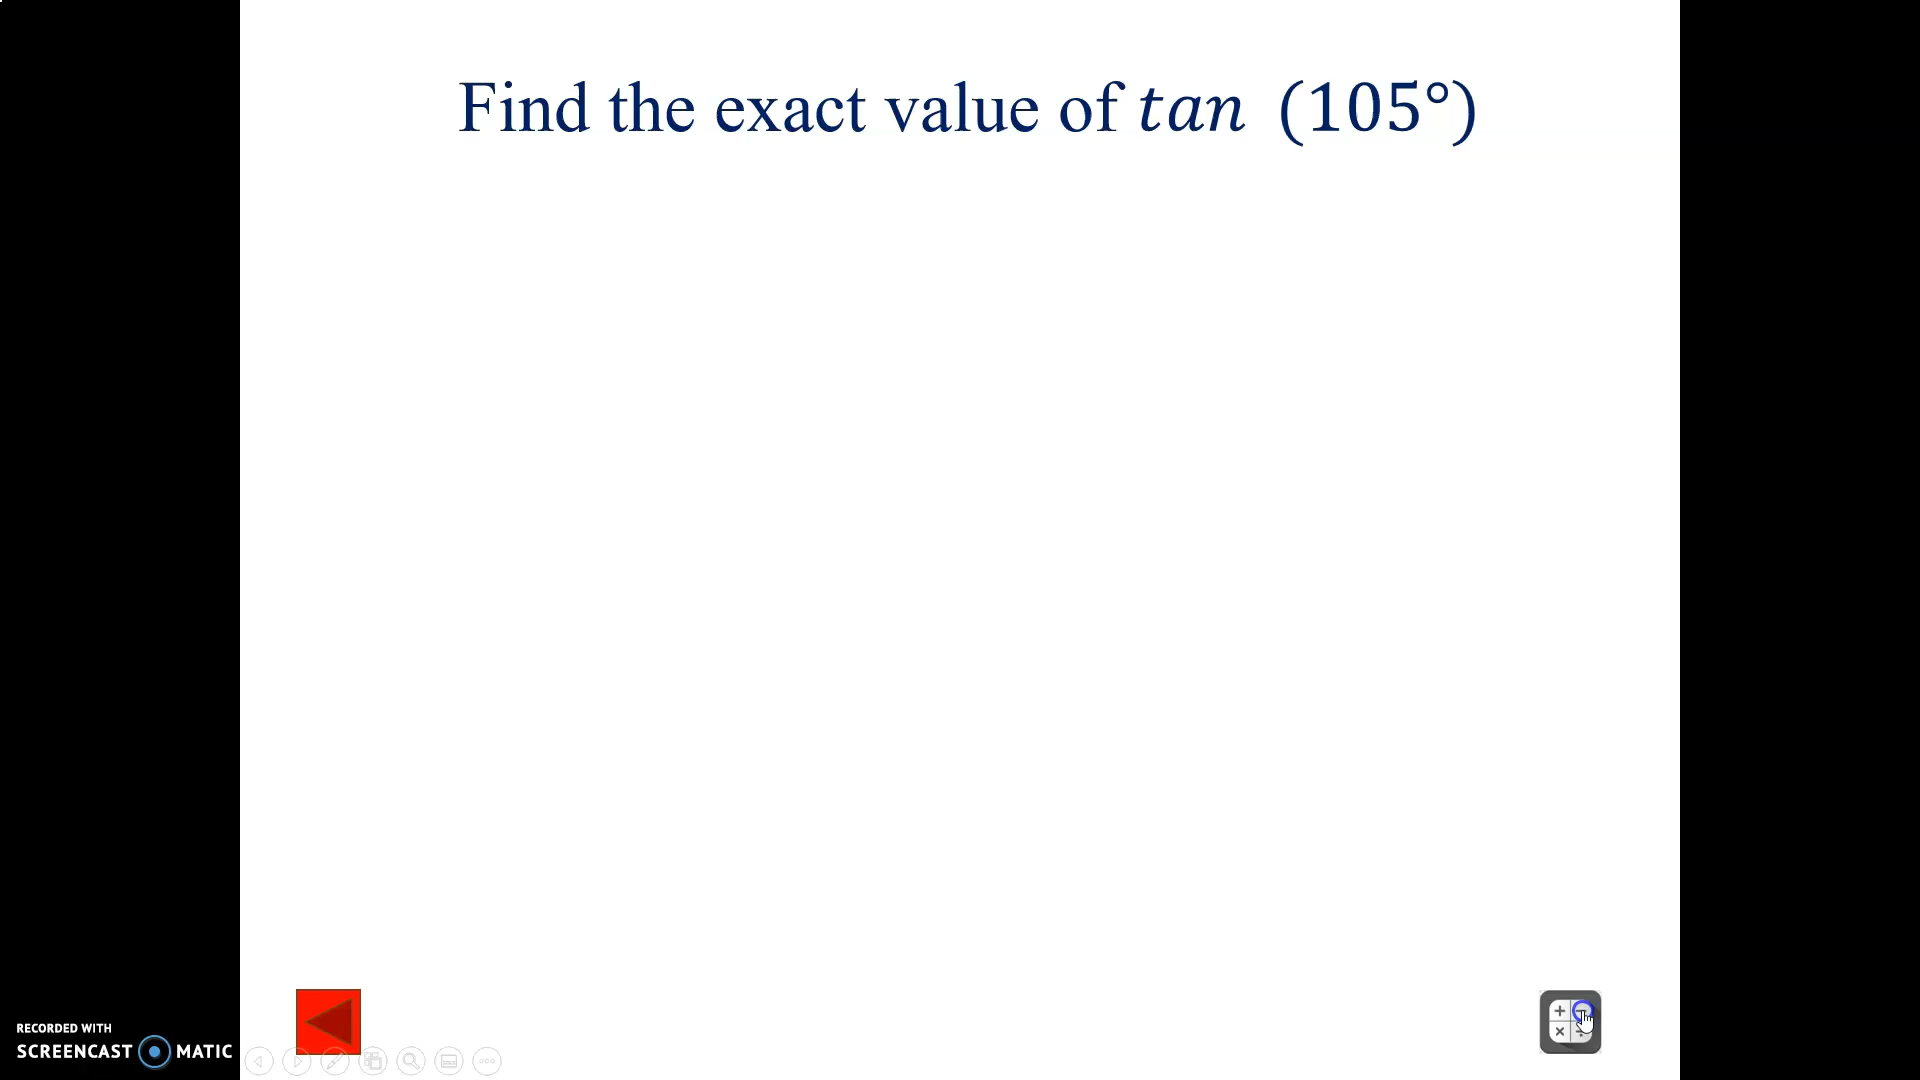 Find the exact value of tan (105°)
RECORDED WITH
SCREENCAST MATIC